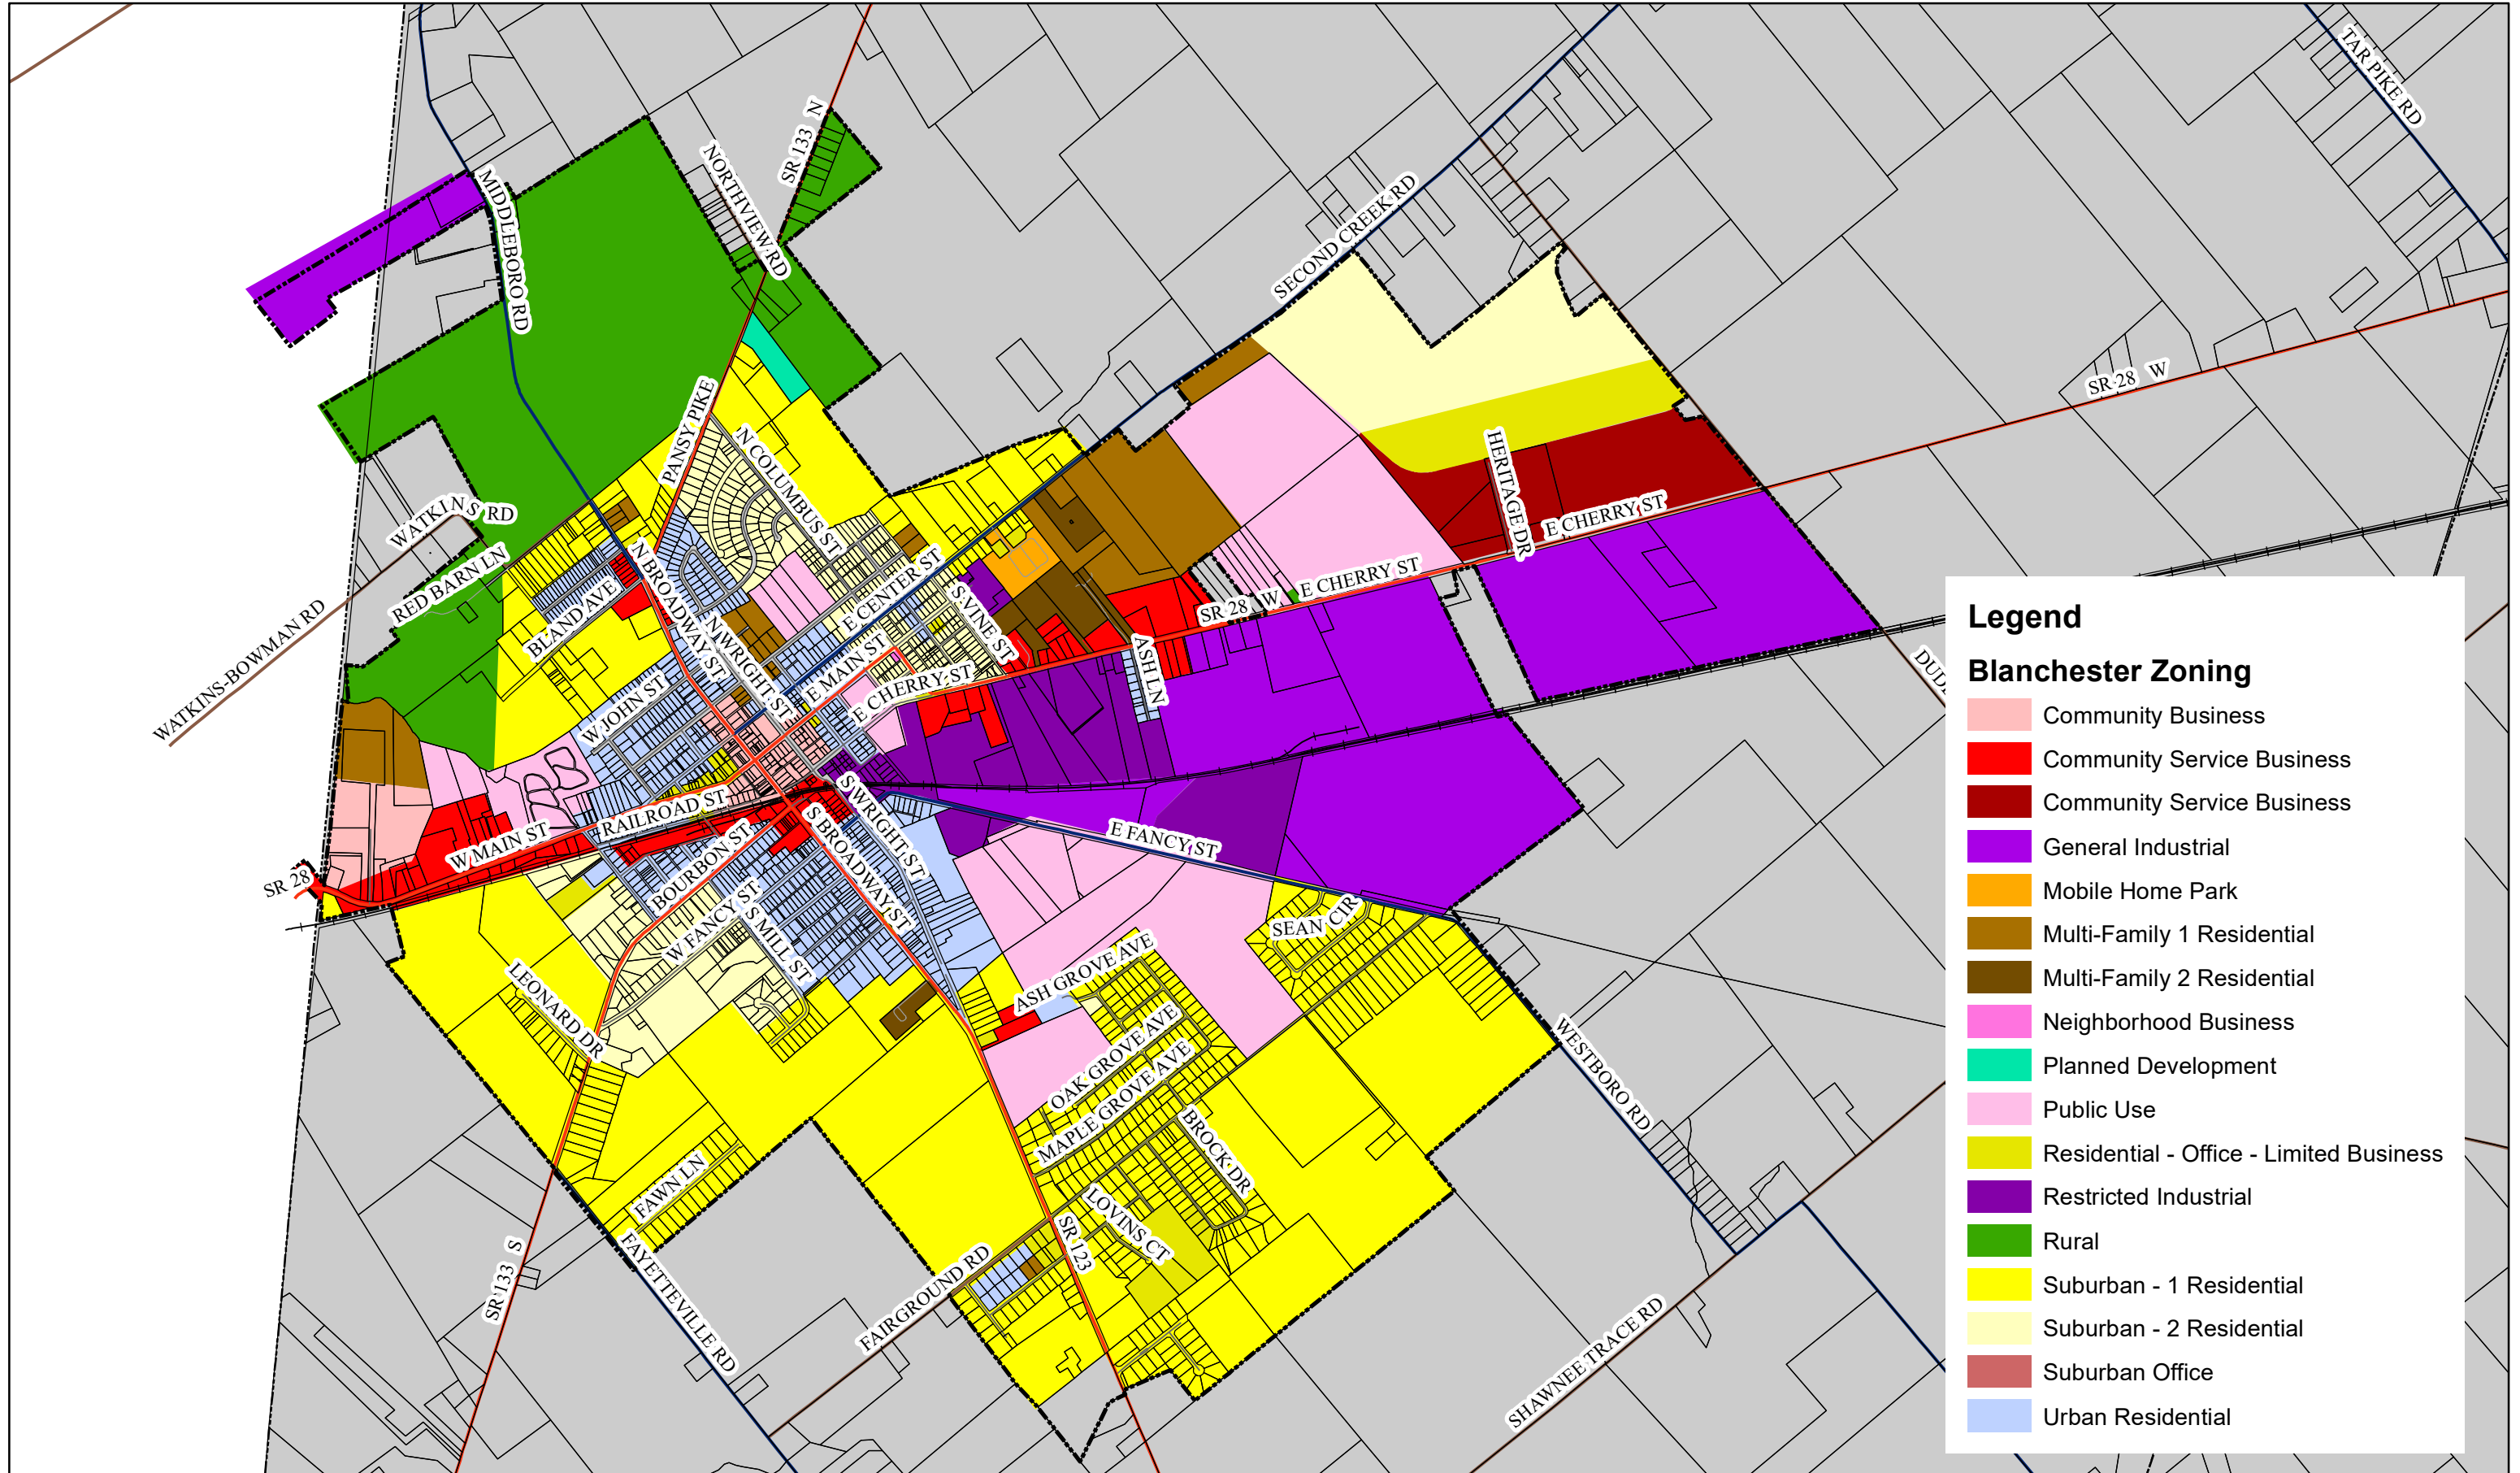 TAR PIKE RD
SR 133 N
NORTHVIEW RD
MIDDLEBORO RD
SECOND CREEK RD
SR 28 W
PANSY PIKE
N COLUMBUS ST
HERITAGE DR
E CHERRY ST
WATKINS RD
RED BARN LN
WATKINS-BOWMAN RD
BLAND AVE
N BROADWAY ST
E CENTER ST
S VINE ST
SR 28 W
E CHERRY ST
N WRIGHT ST
E MAIN ST
ASH LN
E CHERRY ST
W JOHN ST
RAILROAD ST
W MAIN ST
SR 28
BOURBON ST
S WRIGHT ST
S BROADWAY ST
E FANCY ST
W FANCY ST
S MILL ST
SEAN CIR
ASH GROVE AVE
LEONARD DR
OAK GROVE AVE
MAPLE GROVE AVE
WESTBORO RD
BROCK DR
FAWN LN
LOVINS CT
SR 123
SR 133 S
FAYETTEVILLE RD
FAIRGROUND RD
SHAWNEE TRACE RD
Legend
Blanchester Zoning
Community Business
Community Service Business
Community Service Business
General Industrial
Mobile Home Park
Multi-Family 1 Residential
Multi-Family 2 Residential
Neighborhood Business
Planned Development
Public Use
Residential - Office - Limited Business
Restricted Industrial
Rural
Suburban - 1 Residential
Suburban - 2 Residential
Suburban Office
Urban Residential